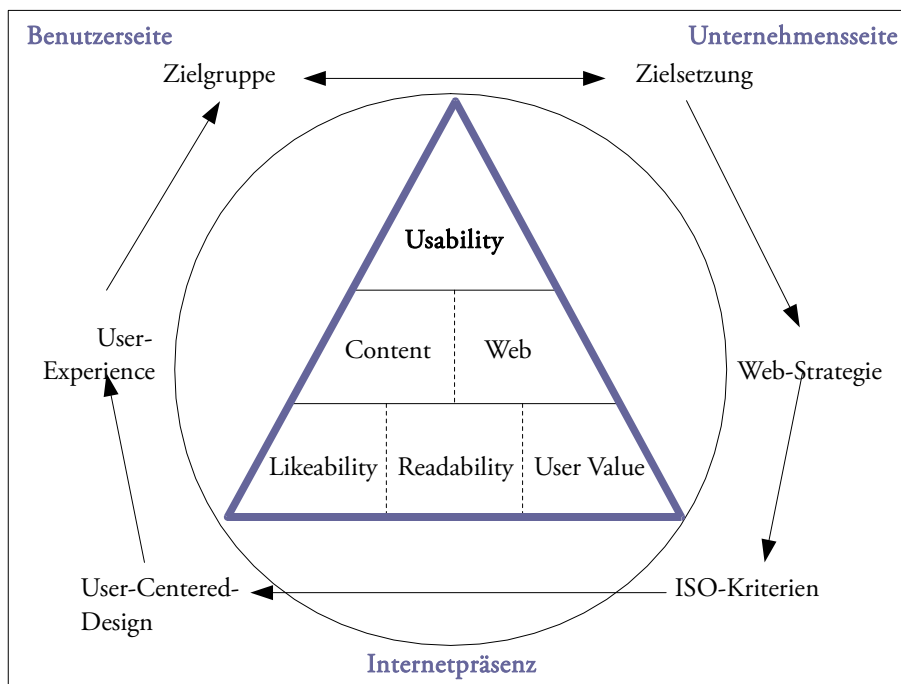 Benutzerseite
Unternehmensseite
Zielgruppe
Zielsetzung
Usability
User-
Experience
Content
Web
Web-Strategie
Likeability
Readability
User Value
User-Centered-
Design
ISO-Kriterien
Internetpräsenz